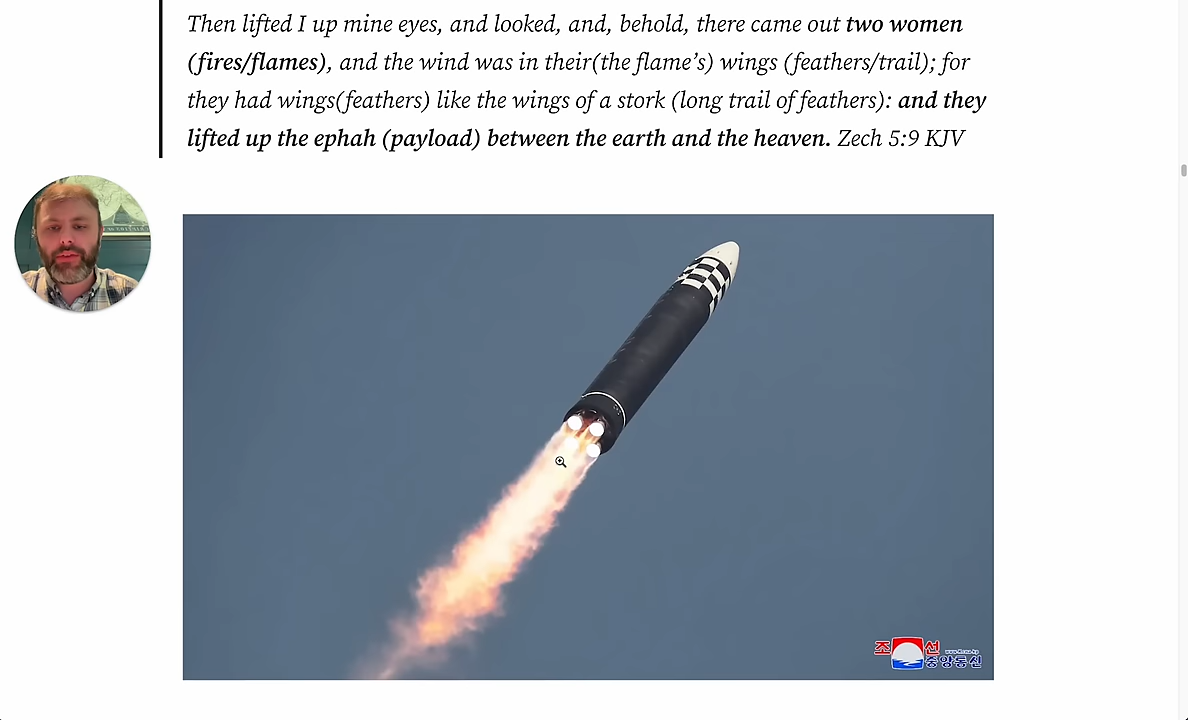 Then lifted I up mine eyes, and looked, and, behold, there came out two women
(fires/flames), and the wind was in their(the flame’s) wings (feathers/trail); for
they had wings(feathers) like the wings of a stork (long trail of feathers): and they
lifted up the ephah (payload) between the earth and the heaven. Zech 5:9 KJV
조선
www.kcna.kp
중앙통신